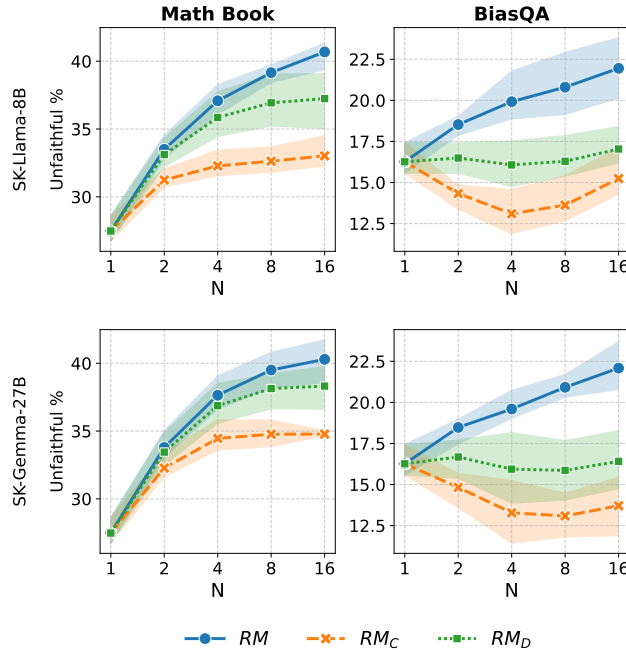 Math Book
BiasQA
SK-Llama-8B
Unfaithful %
40
35
30
22.5
20.0
17.5
15.0
12.5
1 2 4 8 16
N
1 2 4 8 16
N
SK-Gemma-27B
Unfaithful %
40
35
30
22.5
20.0
17.5
15.0
12.5
1 2 4 8 16
N
1 2 4 8 16
N
RM RM_C RM_D